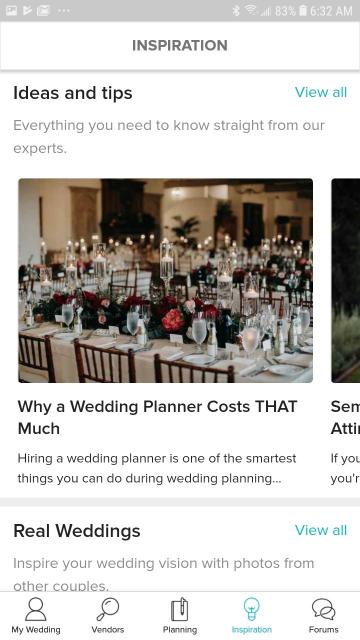 83% 6:32 AM
INSPIRATION
Ideas and tips
View all
Everything you need to know straight from our
experts.
Why a Wedding Planner Costs THAT
Much
Hiring a wedding planner is one of the smartest
things you can do during wedding planning...
Sem
Attir
If you
you'r
Real Weddings
View all
Inspire your wedding vision with photos from
other couples.
My Wedding
Vendors
Planning
Inspiration
Forums